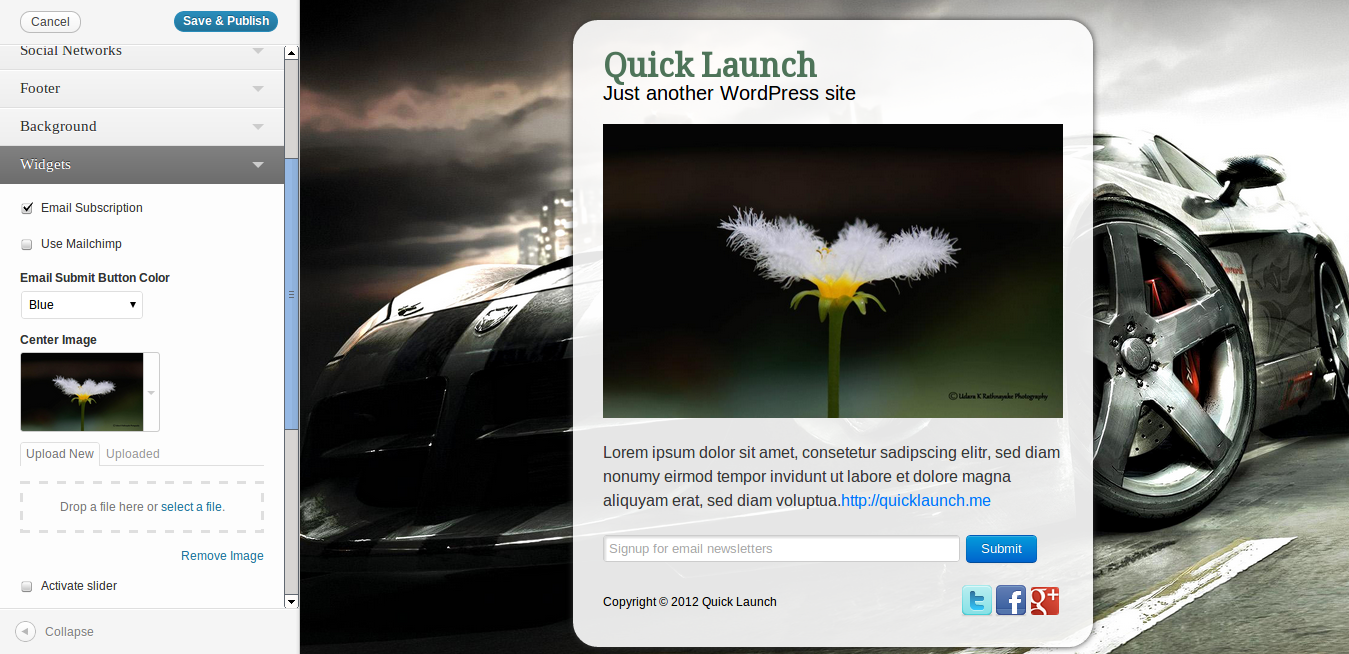 Cancel
Save & Publish
Social Networks
Footer
Background
Widgets
Email Subscription
Use Mailchimp
Email Submit Button Color
Blue
Center Image
Upload New
Uploaded
Drop a file here or select a file.
Remove Image
Activate slider
Collapse
Quick Launch
Just another WordPress site
© Udara K Rathnayake Photography
Lorem ipsum dolor sit amet, consetetur sadipscing elitr, sed diam
nonumy eirmod tempor invidunt ut labore et dolore magna
aliquyam erat, sed diam voluptua.http://quicklaunch.me
Signup for email newsletters
Submit
Copyright © 2012 Quick Launch